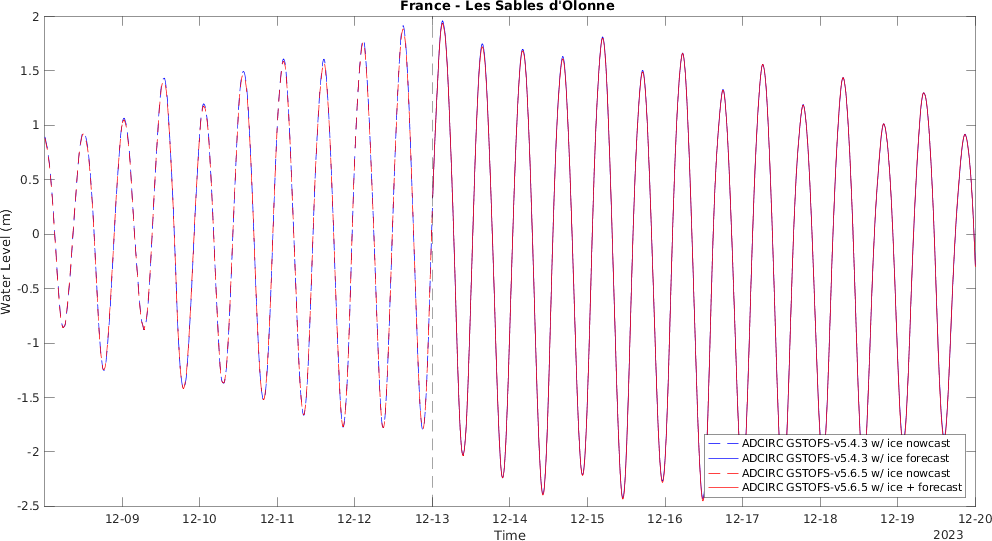 France - Les Sables d'Olonne
2
1.5
1
0.5
0
-0.5
-1
-1.5
-2
-2.5
Water Level (m)
ADCIRC GSTOFS-v5.4.3 w/ ice nowcast
ADCIRC GSTOFS-v5.4.3 w/ ice forecast
ADCIRC GSTOFS-v5.6.5 w/ ice nowcast
ADCIRC GSTOFS-v5.6.5 w/ ice + forecast
12-09 12-10 12-11 12-12 12-13 12-14 12-15 12-16 12-17 12-18 12-19 12-20
Time
2023